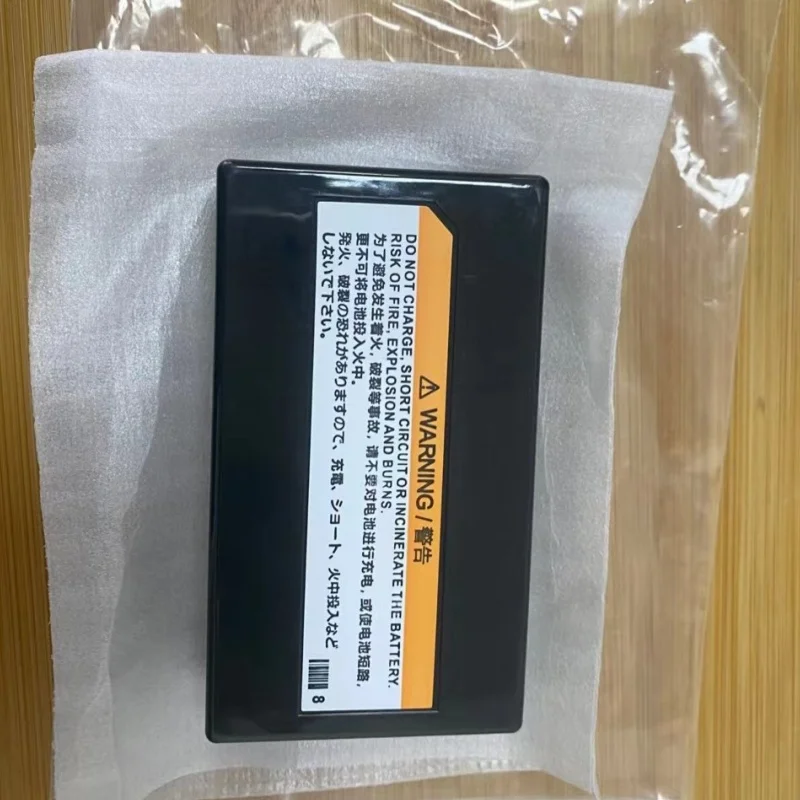 ⚠ WARNING / 警告
DO NOT CHARGE, SHORT CIRCUIT OR INCINERATE THE BATTERY.
RISK OF FIRE, EXPLOSION AND BURNS.
为了避免发生着火，破裂等事故，请不要对电池进行充电，或使电池短路，
更不可将电池投入火中。
発火、破裂の恐れがありますので、充電、ショート、火中投入など
しないで下さい。
8